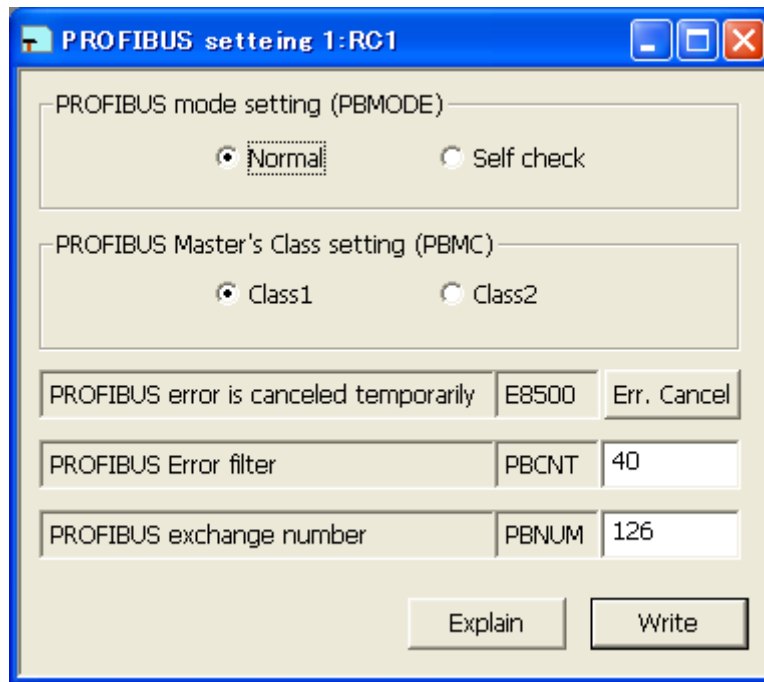 PROFIBUS setteing 1:RC1
PROFIBUS mode setting (PBMODE)
Normal Self check
PROFIBUS Master's Class setting (PBMC)
Class1 Class2
PROFIBUS error is canceled temporarily E8500 Err. Cancel
PROFIBUS Error filter PBCNT 40
PROFIBUS exchange number PBNUM 126
Explain Write